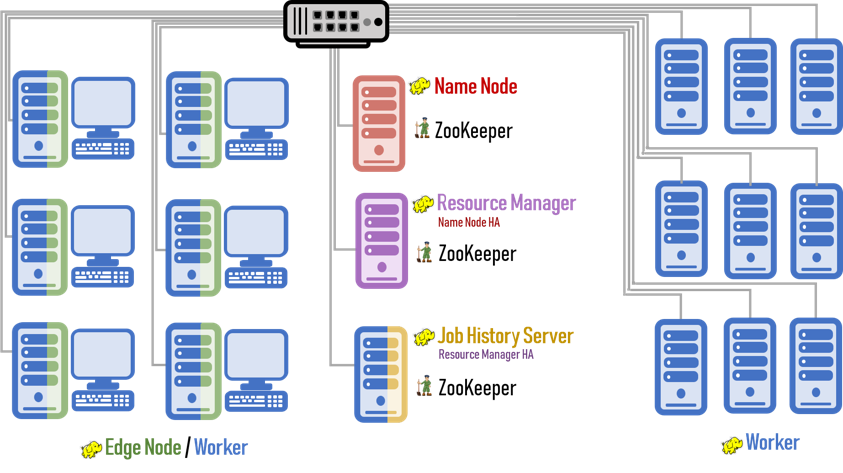 Name Node
ZooKeeper
Resource Manager
Name Node HA
ZooKeeper
Job History Server
Resource Manager HA
ZooKeeper
Edge Node / Worker
Worker